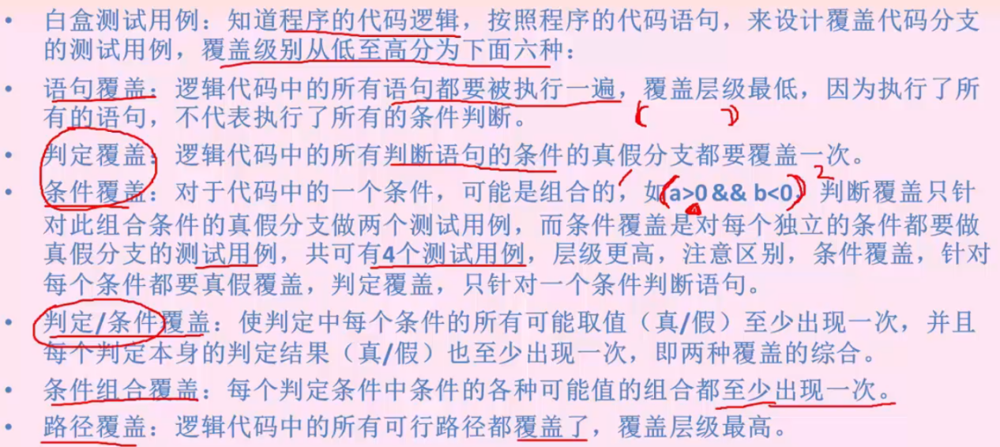 • 白盒测试用例：知道程序的代码逻辑，按照程序的代码语句，来设计覆盖代码分支
的测试用例，覆盖级别从低至高分为下面六种：
• 语句覆盖：逻辑代码中的所有语句都要被执行一遍，覆盖层级最低，因为执行了所
有的语句，不代表执行了所有的条件判断。
• 判定覆盖：逻辑代码中的所有判断语句的条件的真假分支都要覆盖一次。
• 条件覆盖：对于代码中的一个条件，可能是组合的，如a>0 && b<0，判断覆盖只针
对此组合条件的真假分支做两个测试用例，而条件覆盖是对每个独立的条件都要做
真假分支的测试用例，共可有4个测试用例，层级更高，注意区别，条件覆盖，针对
每个条件都要真假覆盖，判定覆盖，只针对一个条件判断语句。
• 判定/条件覆盖：使判定中每个条件的所有可能取值（真/假）至少出现一次，并且
每个判定本身的判定结果（真/假）也至少出现一次，即两种覆盖的综合。
• 条件组合覆盖：每个判定条件中条件的各种可能值的组合都至少出现一次。
• 路径覆盖：逻辑代码中的所有可行路径都覆盖了，覆盖层级最高。